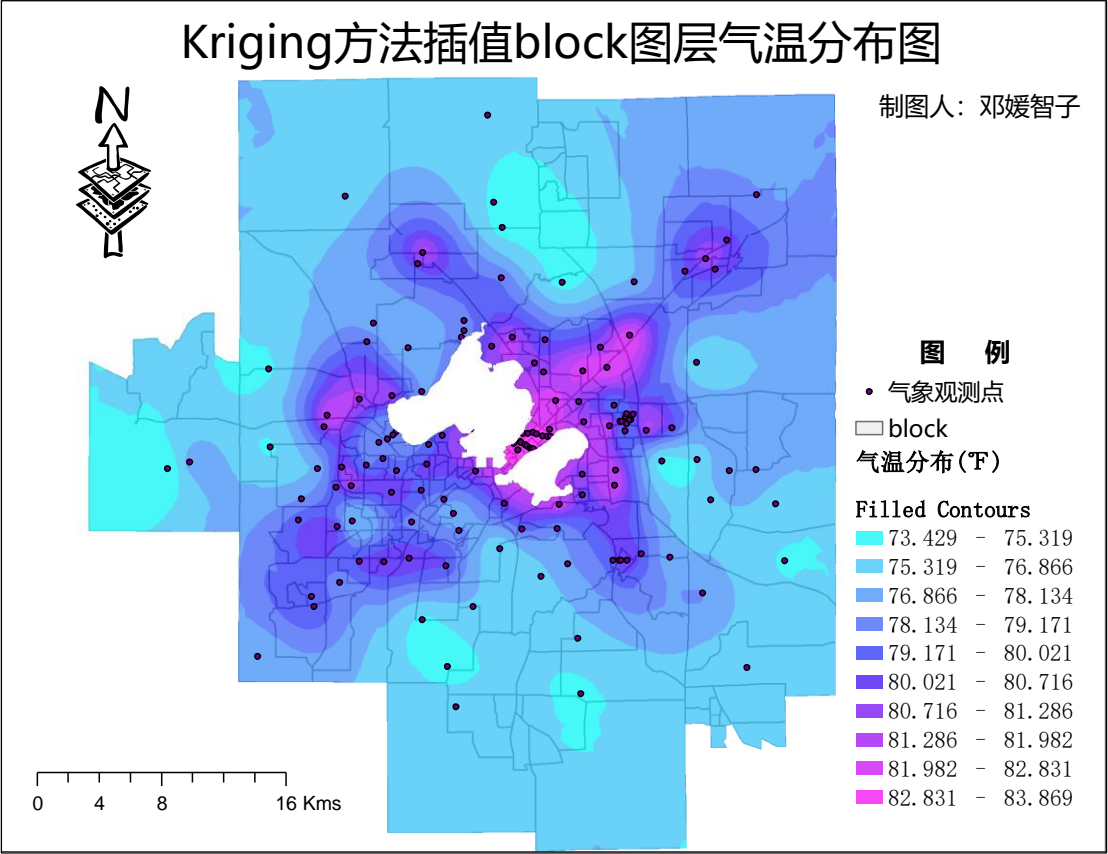 Kriging方法插值block图层气温分布图
制图人：邓媛智子
N
图 例
气象观测点
block
气温分布(℉)
Filled Contours
73.429 - 75.319
75.319 - 76.866
76.866 - 78.134
78.134 - 79.171
79.171 - 80.021
80.021 - 80.716
80.716 - 81.286
81.286 - 81.982
81.982 - 82.831
82.831 - 83.869
0 4 8 16 Kms